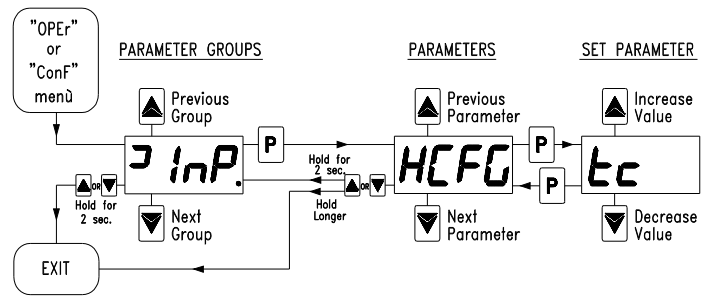 "OPEr"
or
"ConF"
menù
PARAMETER GROUPS
PARAMETERS
SET PARAMETER
Previous
Group
Previous
Parameter
Increase
Value
P
P
InP.
HCFG
tc
Hold for
2 sec.
P
OR
OR
Hold for
2 sec.
Hold
Longer
Next
Group
Next
Parameter
Decrease
Value
EXIT